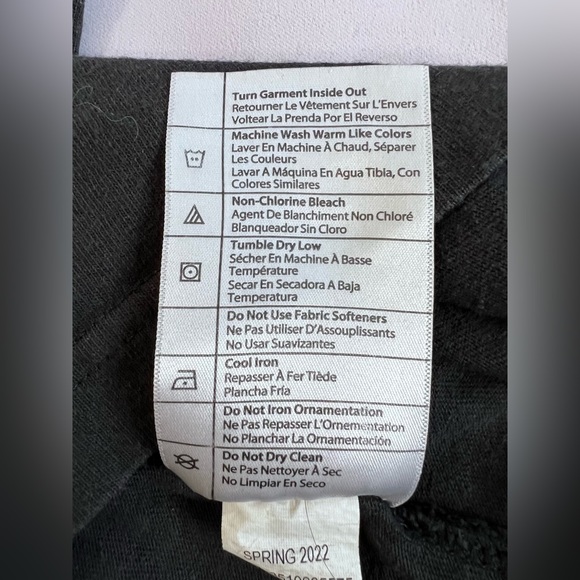 Turn Garment Inside Out
Retourner Le Vêtement Sur L'Envers
Voltear La Prenda Por El Reverso
Machine Wash Warm Like Colors
Laver En Machine À Chaud, Séparer
Les Couleurs
Lavar A Máquina En Agua Tibia, Con
Colores Similares
Non-Chlorine Bleach
Agent De Blanchiment Non Chloré
Blanqueador Sin Cloro
Tumble Dry Low
Sécher En Machine À Basse
Température
Secar En Secadora A Baja
Temperatura
Do Not Use Fabric Softeners
Ne Pas Utiliser D'Assouplissants
No Usar Suavizantes
Cool Iron
Repasser À Fer Tiède
Plancha Fría
Do Not Iron Ornamentation
Ne Pas Repasser L'Ornementation
No Planchar La Ornamentación
Do Not Dry Clean
Ne Pas Nettoyer À Sec
No Limpiar En Seco
SPRING 2022